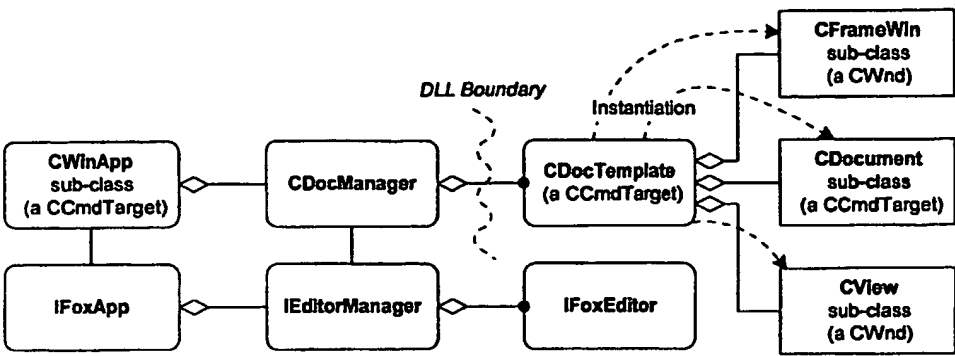 CFrameWin
sub-class
(a CWnd)
DLL Boundary
Instantiation
CWinApp
sub-class
(a CCmdTarget)
CDocManager
CDocTemplate
(a CCmdTarget)
CDocument
sub-class
(a CCmdTarget)
IFoxApp
IEditorManager
IFoxEditor
CView
sub-class
(a CWnd)